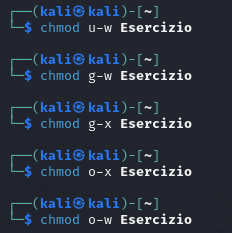 ┌──(kali㉿kali)-[~]
└─$ chmod u-w Esercizio
┌──(kali㉿kali)-[~]
└─$ chmod g-w Esercizio
┌──(kali㉿kali)-[~]
└─$ chmod g-x Esercizio
┌──(kali㉿kali)-[~]
└─$ chmod o-x Esercizio
┌──(kali㉿kali)-[~]
└─$ chmod o-w Esercizio